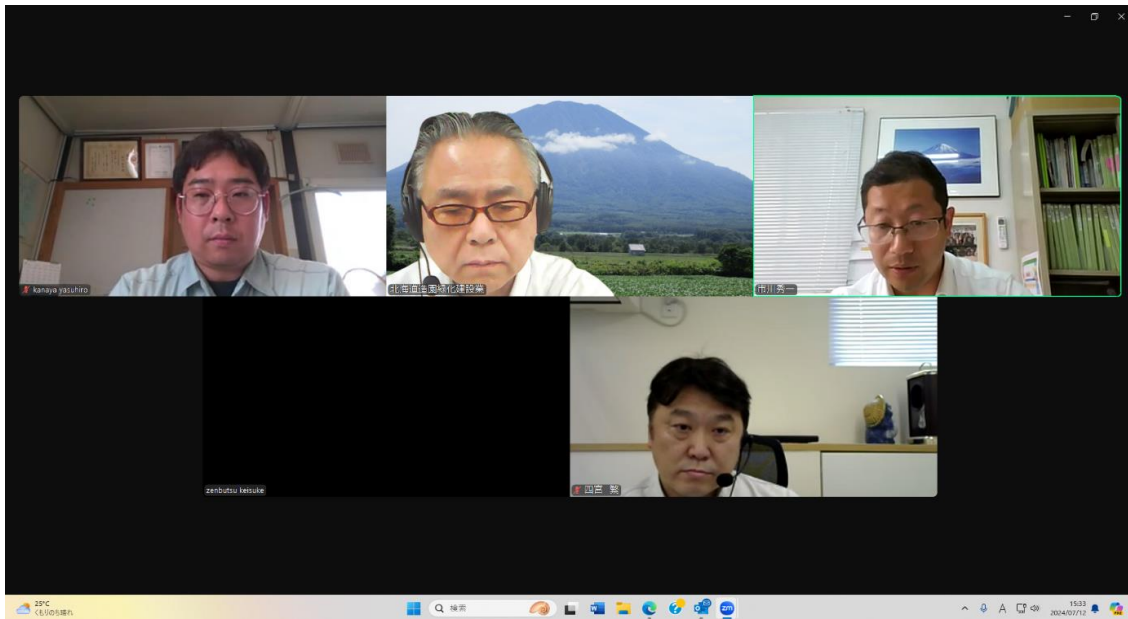 kanaya yasuhiro
北海道造園緑化建設業
市川秀一
zenbutsu keisuke
四宮 繁
25°C
くもりのち晴れ
検索
zm
A
15:33
2024/07/12